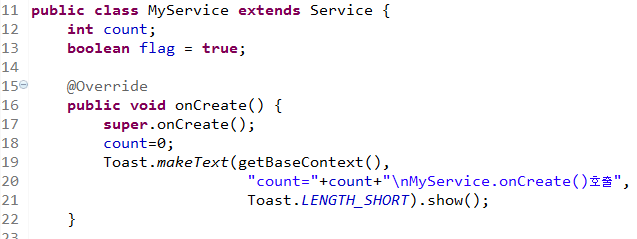 11 public class MyService extends Service {
12     int count;
13     boolean flag = true;
14
15     @Override
16     public void onCreate() {
17         super.onCreate();
18         count=0;
19         Toast.makeText(getBaseContext(),
20                         "count="+count+"\nMyService.onCreate()호출",
21                         Toast.LENGTH_SHORT).show();
22     }